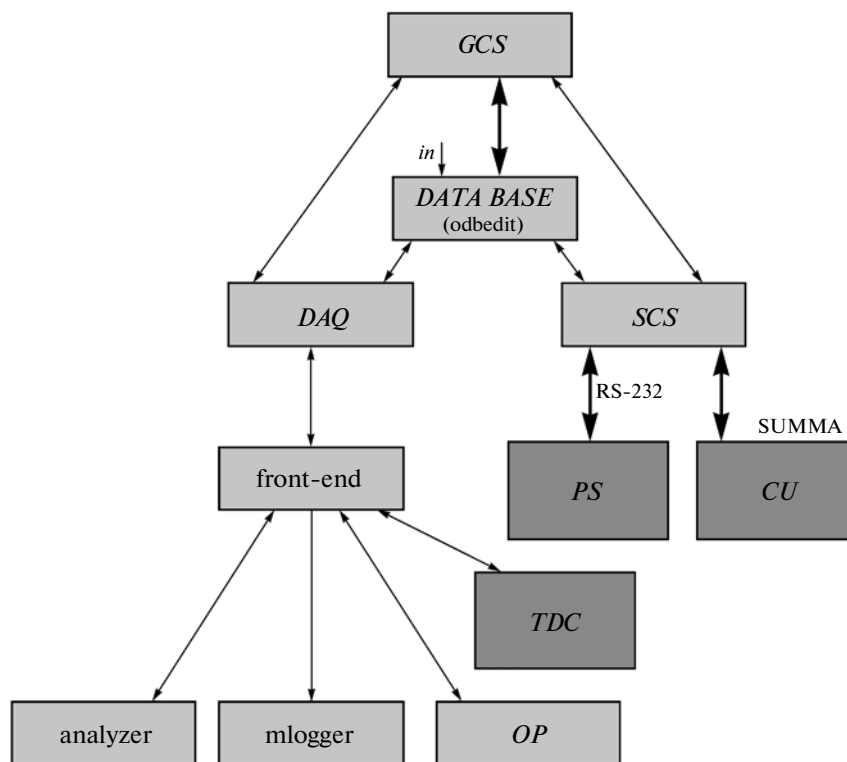 GCS
in
DATA BASE
(odbedit)
DAQ
SCS
RS-232
SUMMA
front-end
PS
CU
TDC
analyzer
mlogger
OP